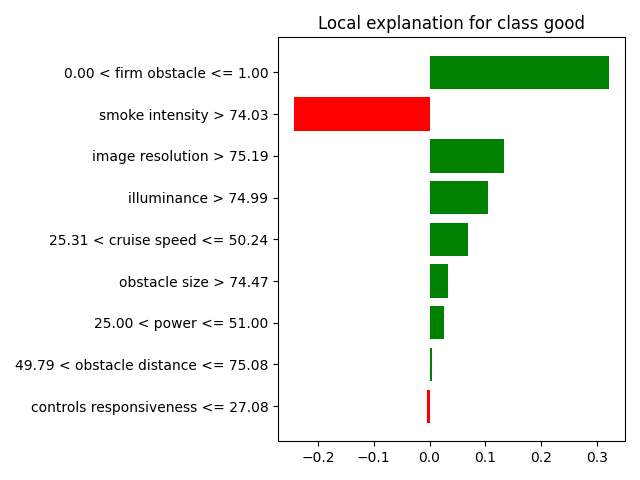 Local explanation for class good
0.00 < firm obstacle <= 1.00
smoke intensity > 74.03
image resolution > 75.19
illuminance > 74.99
25.31 < cruise speed <= 50.24
obstacle size > 74.47
25.00 < power <= 51.00
49.79 < obstacle distance <= 75.08
controls responsiveness <= 27.08
−0.2 −0.1 0.0 0.1 0.2 0.3